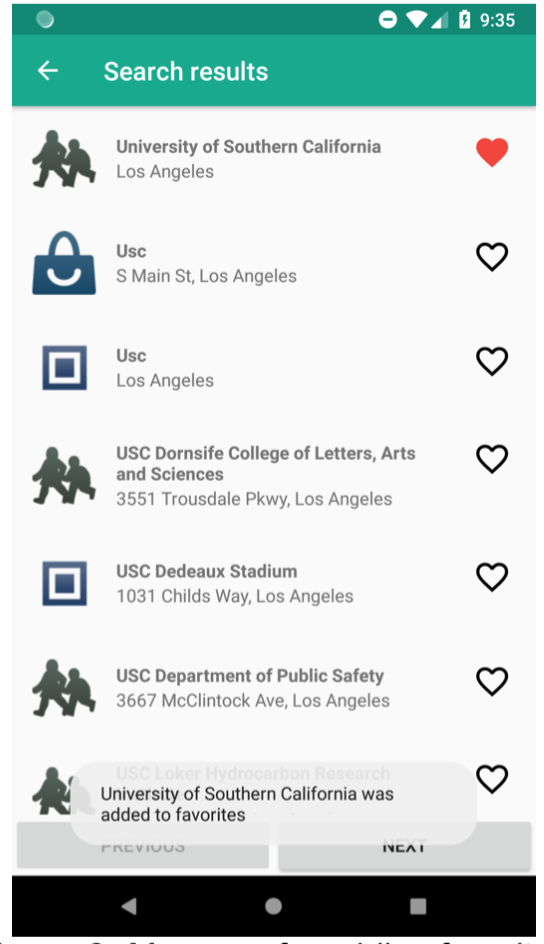 9:35
Search results
University of Southern California
Los Angeles
Usc
S Main St, Los Angeles
Usc
Los Angeles
USC Dornsife College of Letters, Arts
and Sciences
3551 Trousdale Pkwy, Los Angeles
USC Dedeaux Stadium
1031 Childs Way, Los Angeles
USC Department of Public Safety
3667 McClintock Ave, Los Angeles
USC Loker Hydrocarbon Research
University of Southern California was
added to favorites
PREVIOUS
NEXT